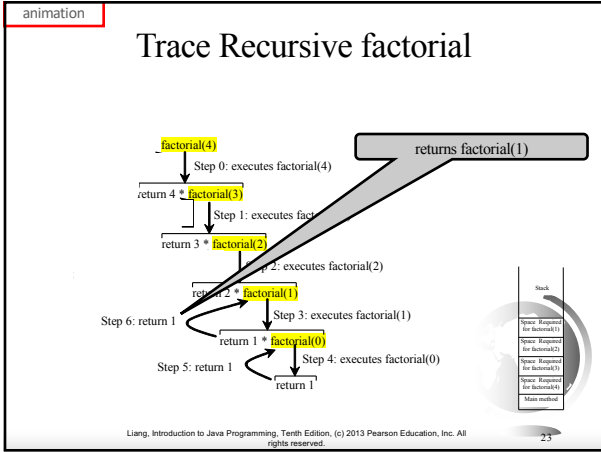 animation
Trace Recursive factorial
factorial(4)
returns factorial(1)
Step 0: executes factorial(4)
return 4 * factorial(3)
Step 1: executes
return 3 * factorial(2)
2: executes factorial(2)
2 * factorial(1)
Step 6: return 1
Step 3: executes factorial(1)
return 1 * factorial(0)
Step 5: return 1
Step 4: executes factorial(0)
return 1
Stack
Space Required
for factorial(1)
Space Required
for factorial(2)
Space Required
for factorial(3)
Space Required
for factorial(4)
Main method
Liang, Introduction to Java Programming, Tenth Edition, (c) 2013 Pearson Education, Inc. All
rights reserved.
23